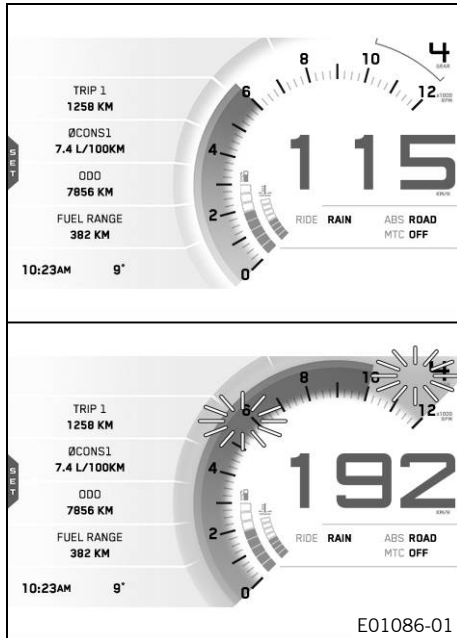 4
GEAR
8
10
6
12 x1000
RPM
TRIP 1
1258 KM
ØCONS1
7.4 L/100KM
4
115
KM/H
SET
ODO
7856 KM
2
FUEL RANGE
382 KM
RIDE RAIN
ABS ROAD
MTC OFF
10:23AM 9°
0
4
8
10
6
12
TRIP 1
1258 KM
ØCONS1
7.4 L/100KM
4
192
KM/H
SET
ODO
7856 KM
2
FUEL RANGE
382 KM
RIDE RAIN
ABS ROAD
MTC OFF
10:23AM 9°
0
E01086-01